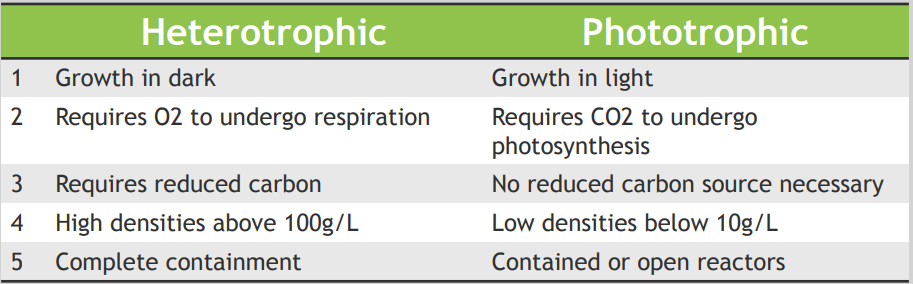 Heterotrophic Phototrophic
1 Growth in dark Growth in light
2 Requires O2 to undergo respiration Requires CO2 to undergo
photosynthesis
3 Requires reduced carbon No reduced carbon source necessary
4 High densities above 100g/L Low densities below 10g/L
5 Complete containment Contained or open reactors